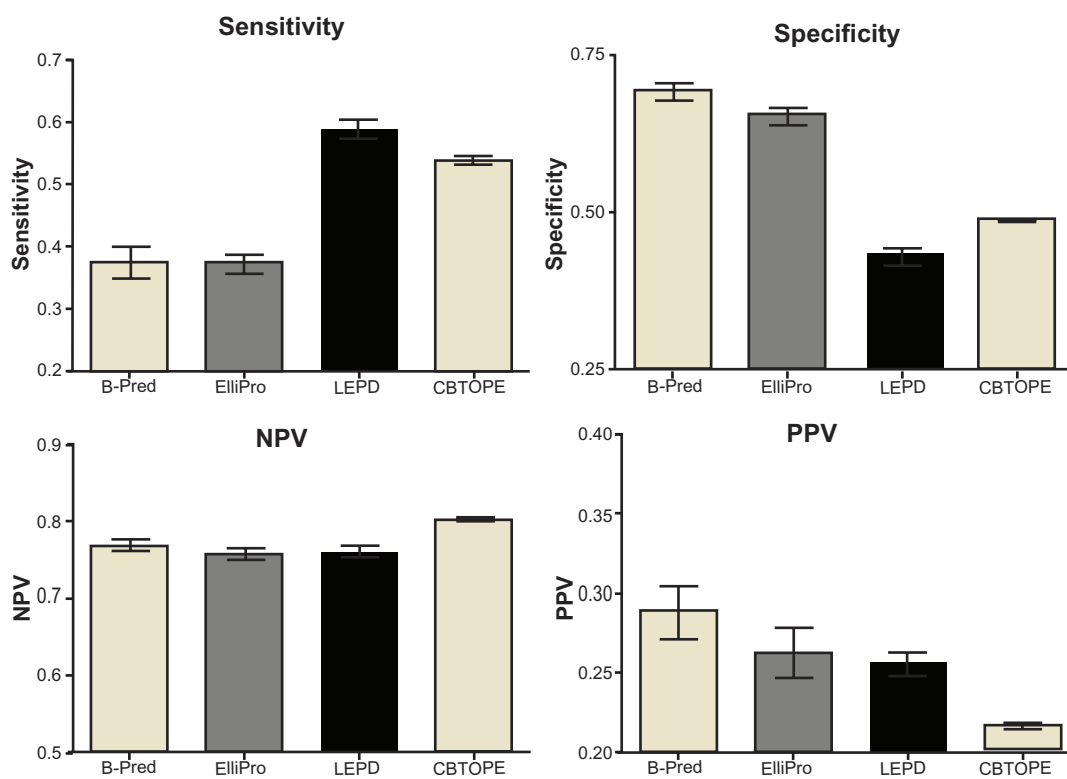 Sensitivity
Sensitivity
0.7
0.6
0.5
0.4
0.3
0.2
B-Pred ElliPro LEPD CBTOPE
Specificity
Specificity
0.75
0.50
0.25
B-Pred ElliPro LEPD CBTOPE
NPV
NPV
0.9
0.8
0.7
0.6
0.5
B-Pred ElliPro LEPD CBTOPE
PPV
PPV
0.40
0.35
0.30
0.25
0.20
B-Pred ElliPro LEPD CBTOPE